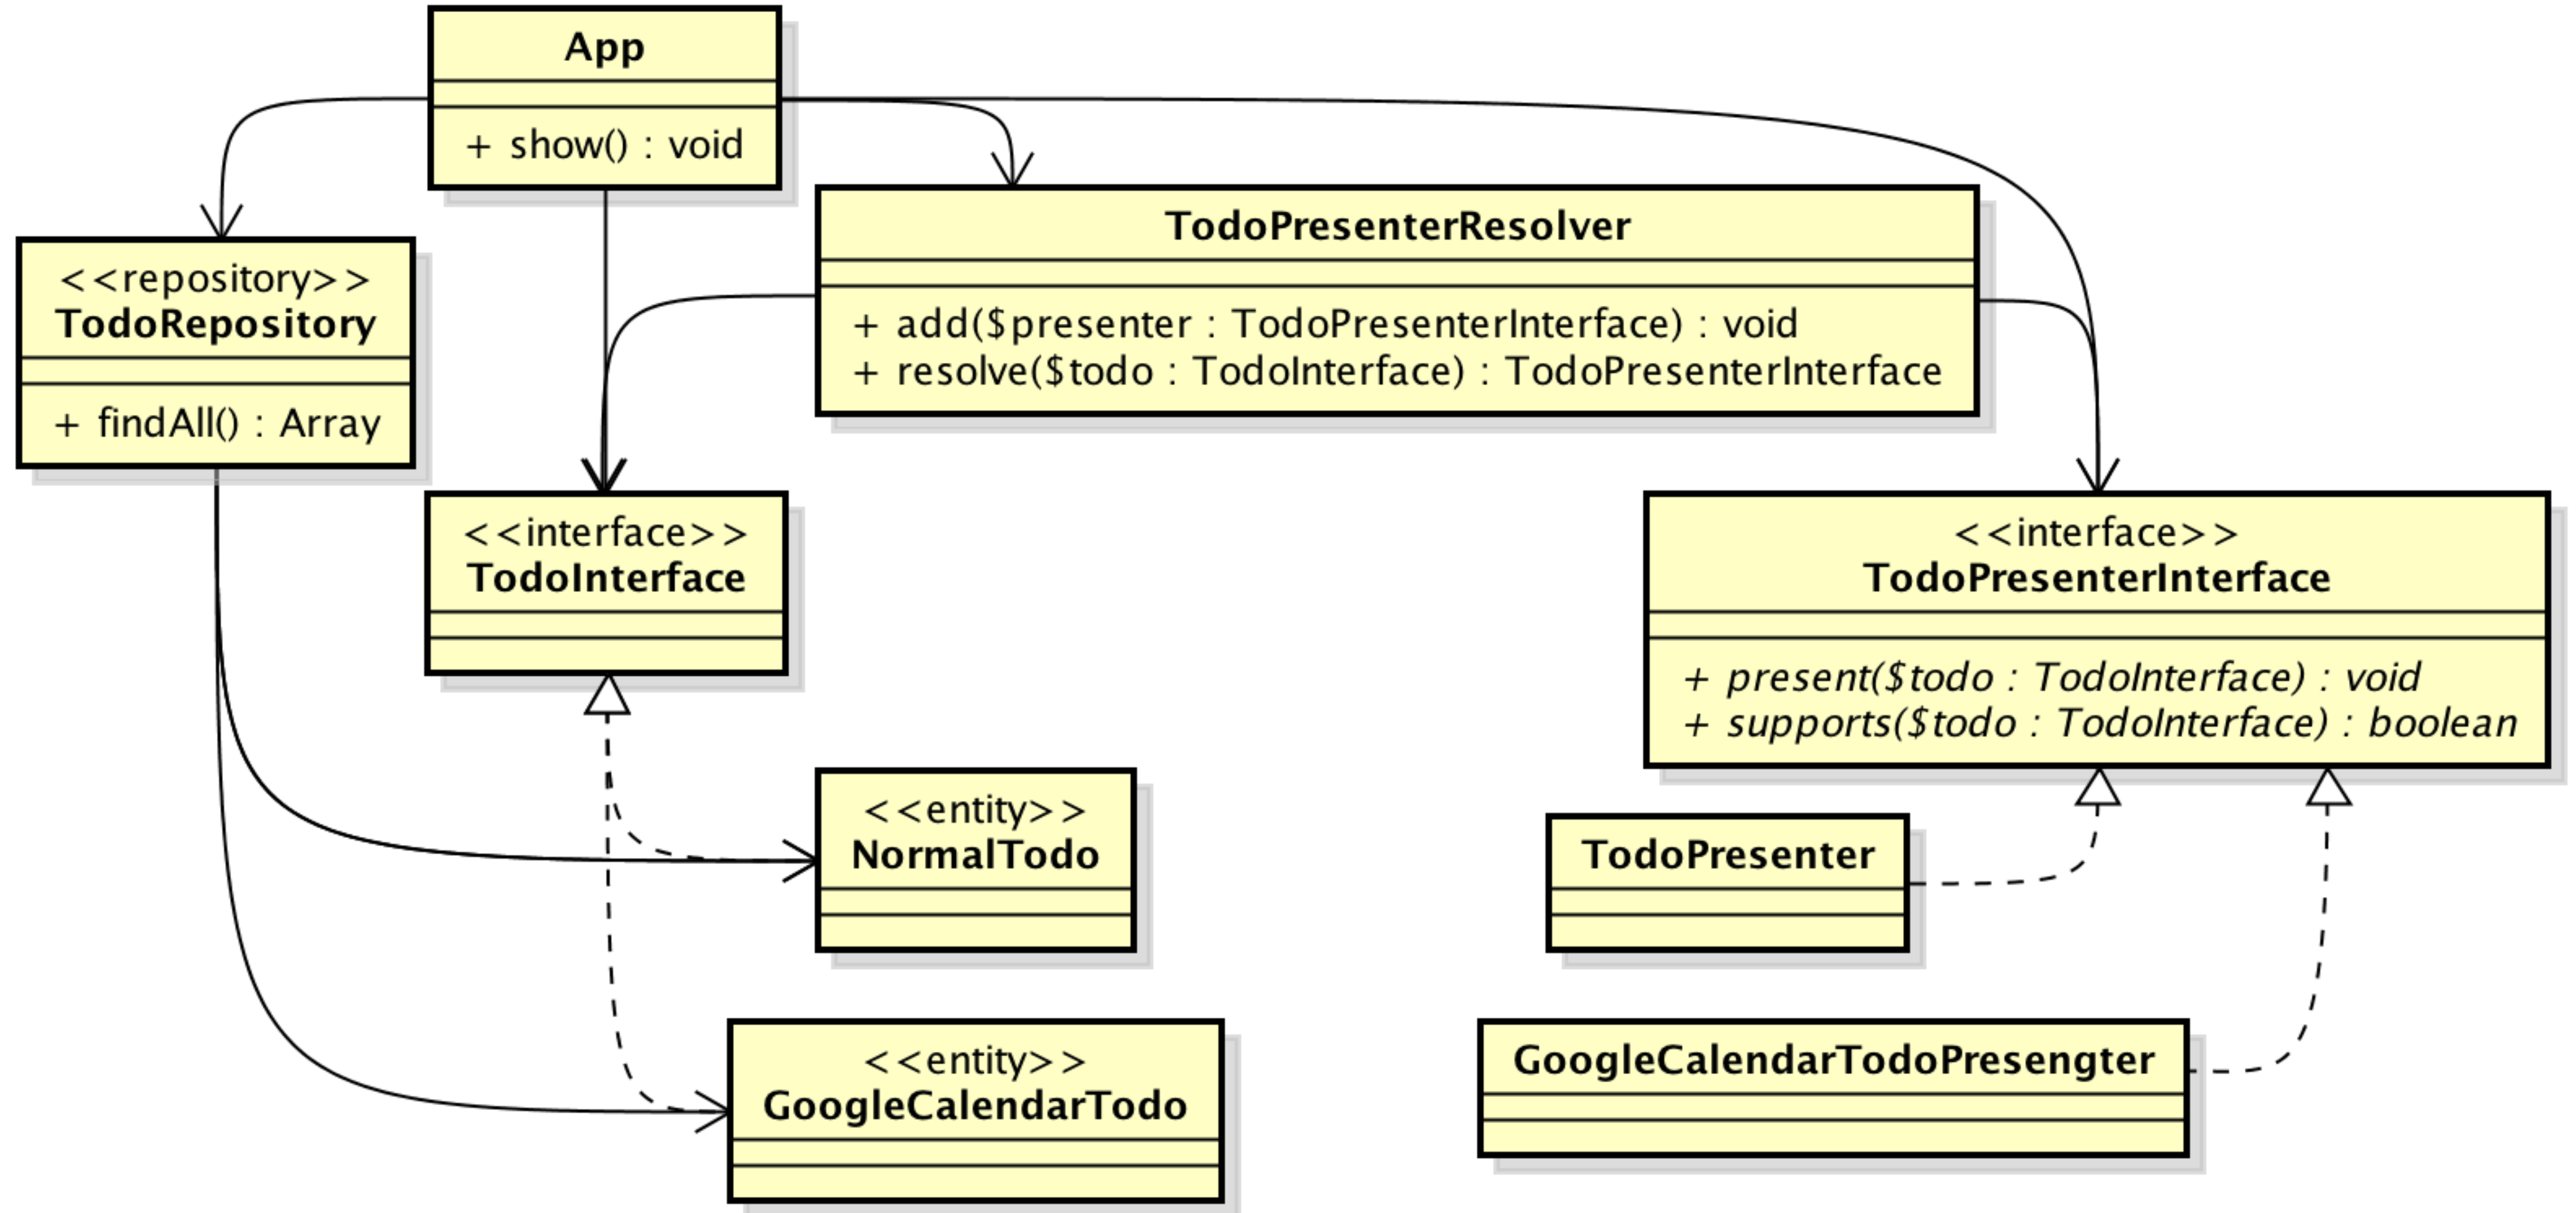 App
+ show() : void
TodoPresenterResolver
+ add($presenter : TodoPresenterInterface) : void
+ resolve($todo : TodoInterface) : TodoPresenterInterface
<<repository>>
TodoRepository
+ findAll() : Array
<<interface>>
TodoInterface
<<interface>>
TodoPresenterInterface
+ present($todo : TodoInterface) : void
+ supports($todo : TodoInterface) : boolean
<<entity>>
NormalTodo
TodoPresenter
<<entity>>
GoogleCalendarTodo
GoogleCalendarTodoPresengter